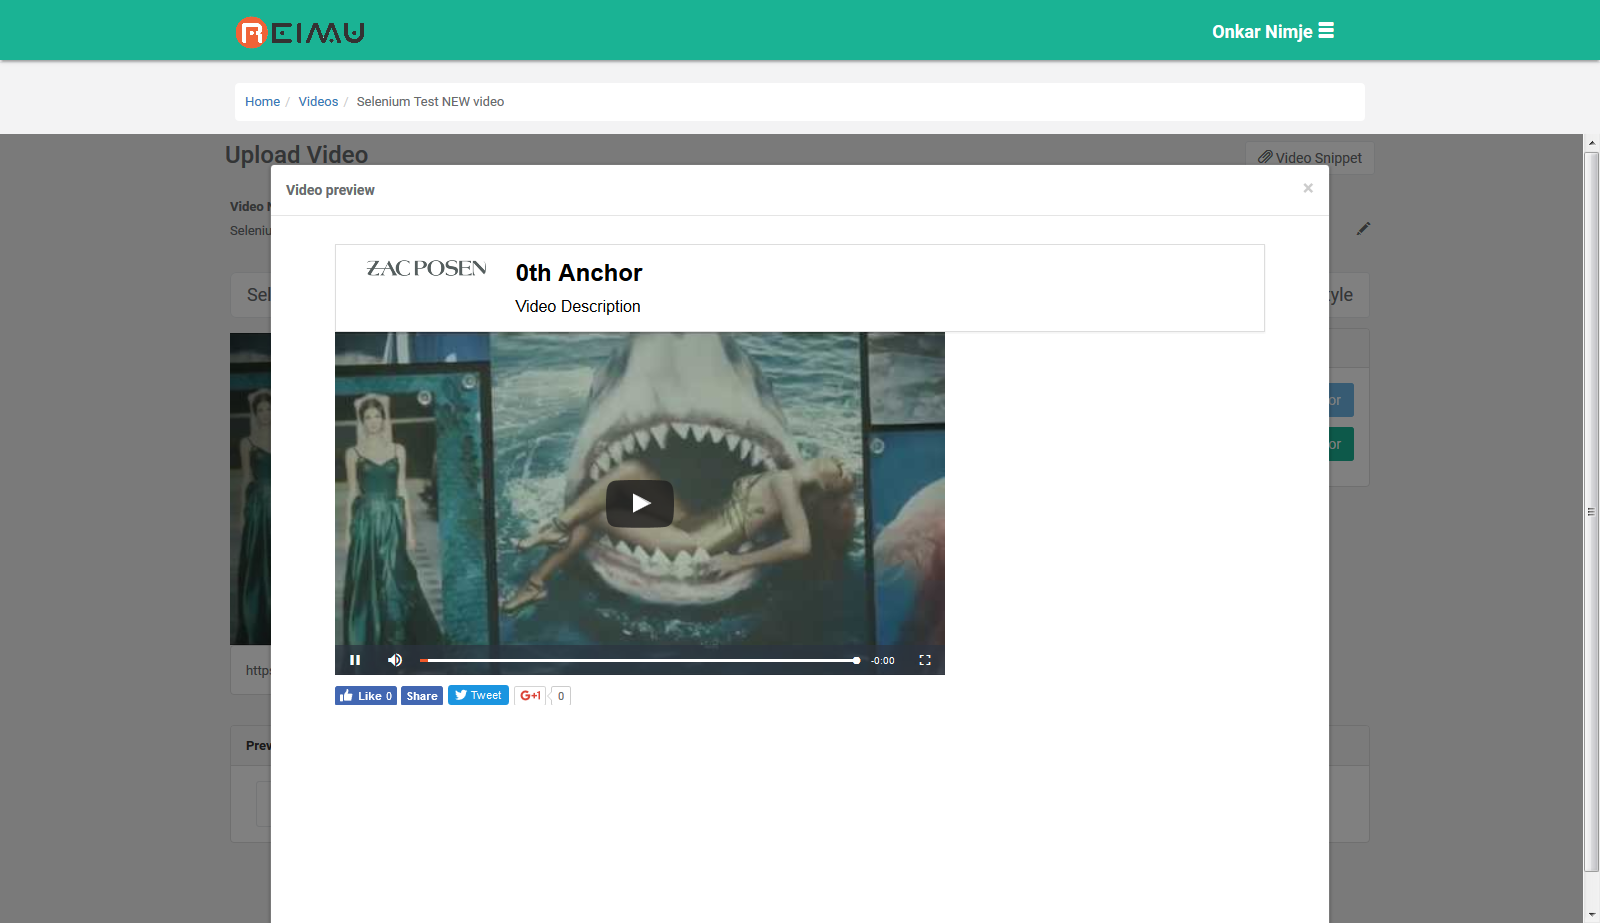 REIMU
Onkar Nimje
Home / Videos / Selenium Test NEW video
Upload Video
Video Snippet
Video preview ×
Video N
Seleniu
ZAC POSEN
0th Anchor
Video Description
Sel
yle
or
or
-0:00
https
Like 0 Share Tweet G+1 0
Prev